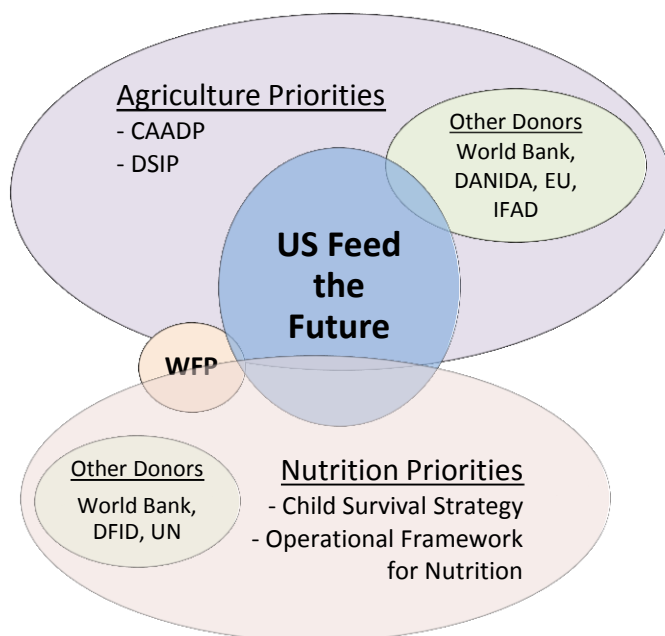 Agriculture Priorities
- CAADP
- DSIP
Other Donors
World Bank,
DANIDA, EU,
IFAD
US Feed
the
Future
WFP
Other Donors
World Bank,
DFID, UN
Nutrition Priorities
- Child Survival Strategy
- Operational Framework
for Nutrition